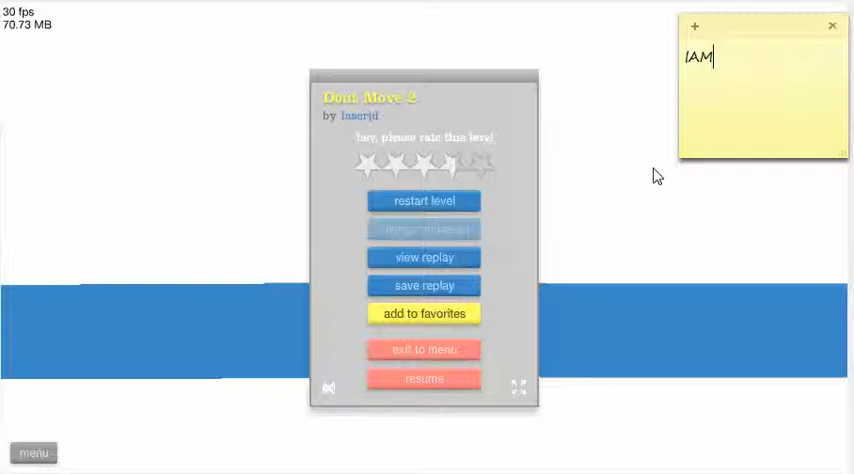 30 fps
70.73 MB
+ ×
IAM
Dont Move 2
by laserjd
hey, please rate this level
restart level
view replay
save replay
add to favorites
exit to menu
resume
menu